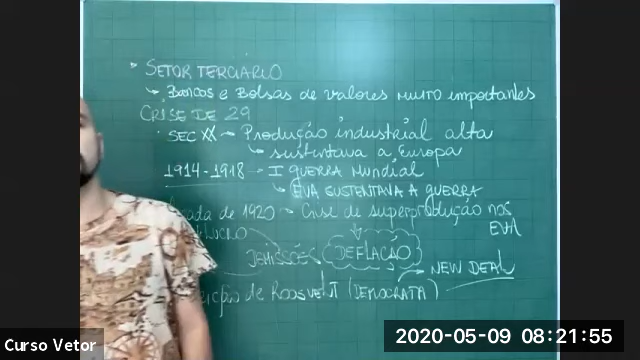 • SETOR TERCIÁRIO
↳ BANCOS e BOLSAS de VALORES MUITO importantes
CRISE DE 29
• SEC XX → Produção industrial alta
↳ sustentava a Europa
1914-1918 → I GUERRA MUNDIAL
↳ EUA SUSTENTAVA A GUERRA
de 1920 → Crise de superprodução nos EUA
LUCRO
DEMISSÕES DEFLAÇÃO
→ NEW DEAL
de ROOSVELT (DEMOCRATA)
Curso Vetor
2020-05-09 08:21:55